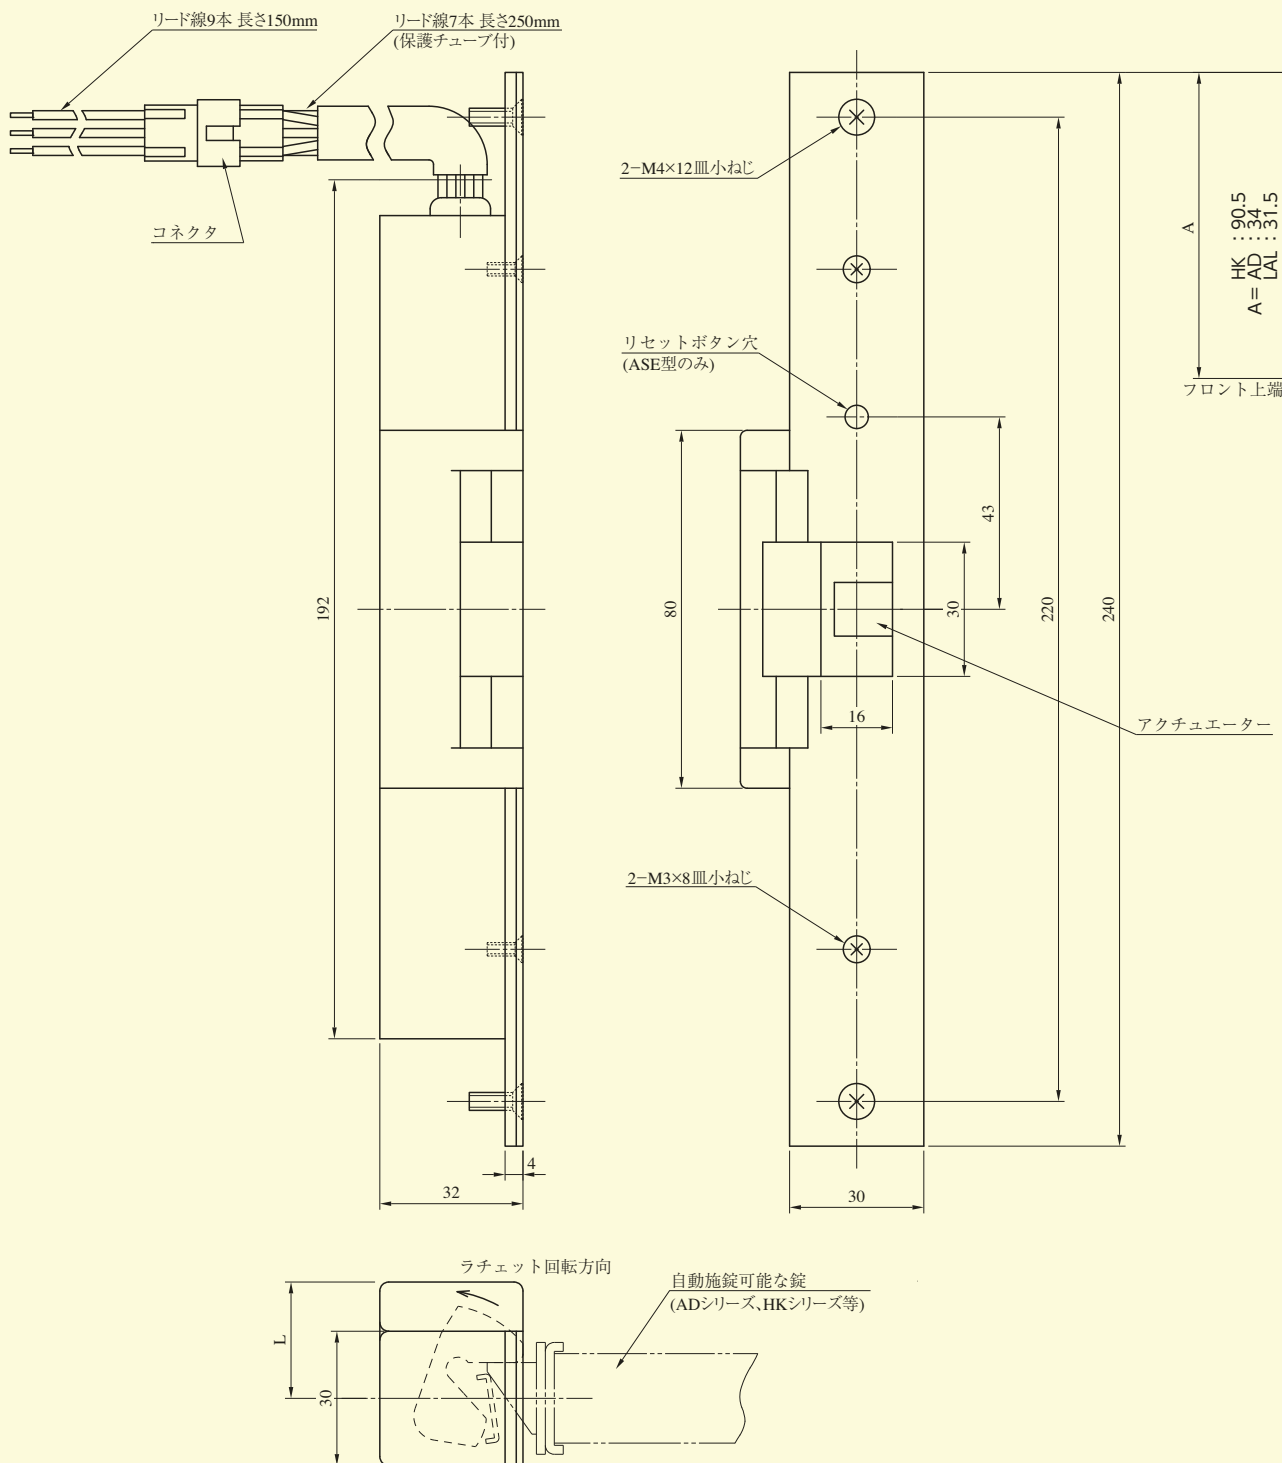 リード線9本 長さ150mm
リード線7本 長さ250mm
(保護チューブ付)
コネクタ
2-M4×12皿小ねじ
A
HK : 90.5
A= AD : 34
LAL : 31.5
フロント上端
リセットボタン穴
(ASE型のみ)
43
192
80
30
220
240
16
アクチュエーター
2-M3×8皿小ねじ
4
32
30
ラチェット回転方向
自動施錠可能な錠
(ADシリーズ、HKシリーズ等)
L
30